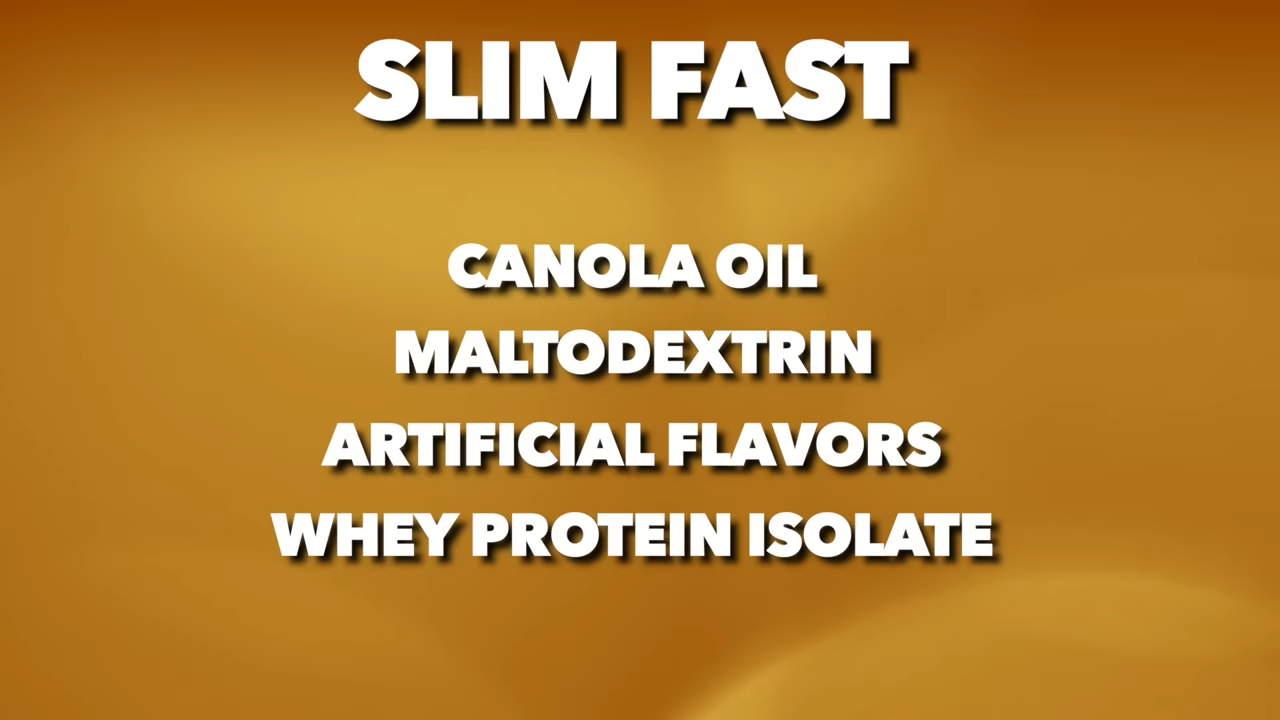 SLIM FAST
CANOLA OIL
MALTODEXTRIN
ARTIFICIAL FLAVORS
WHEY PROTEIN ISOLATE